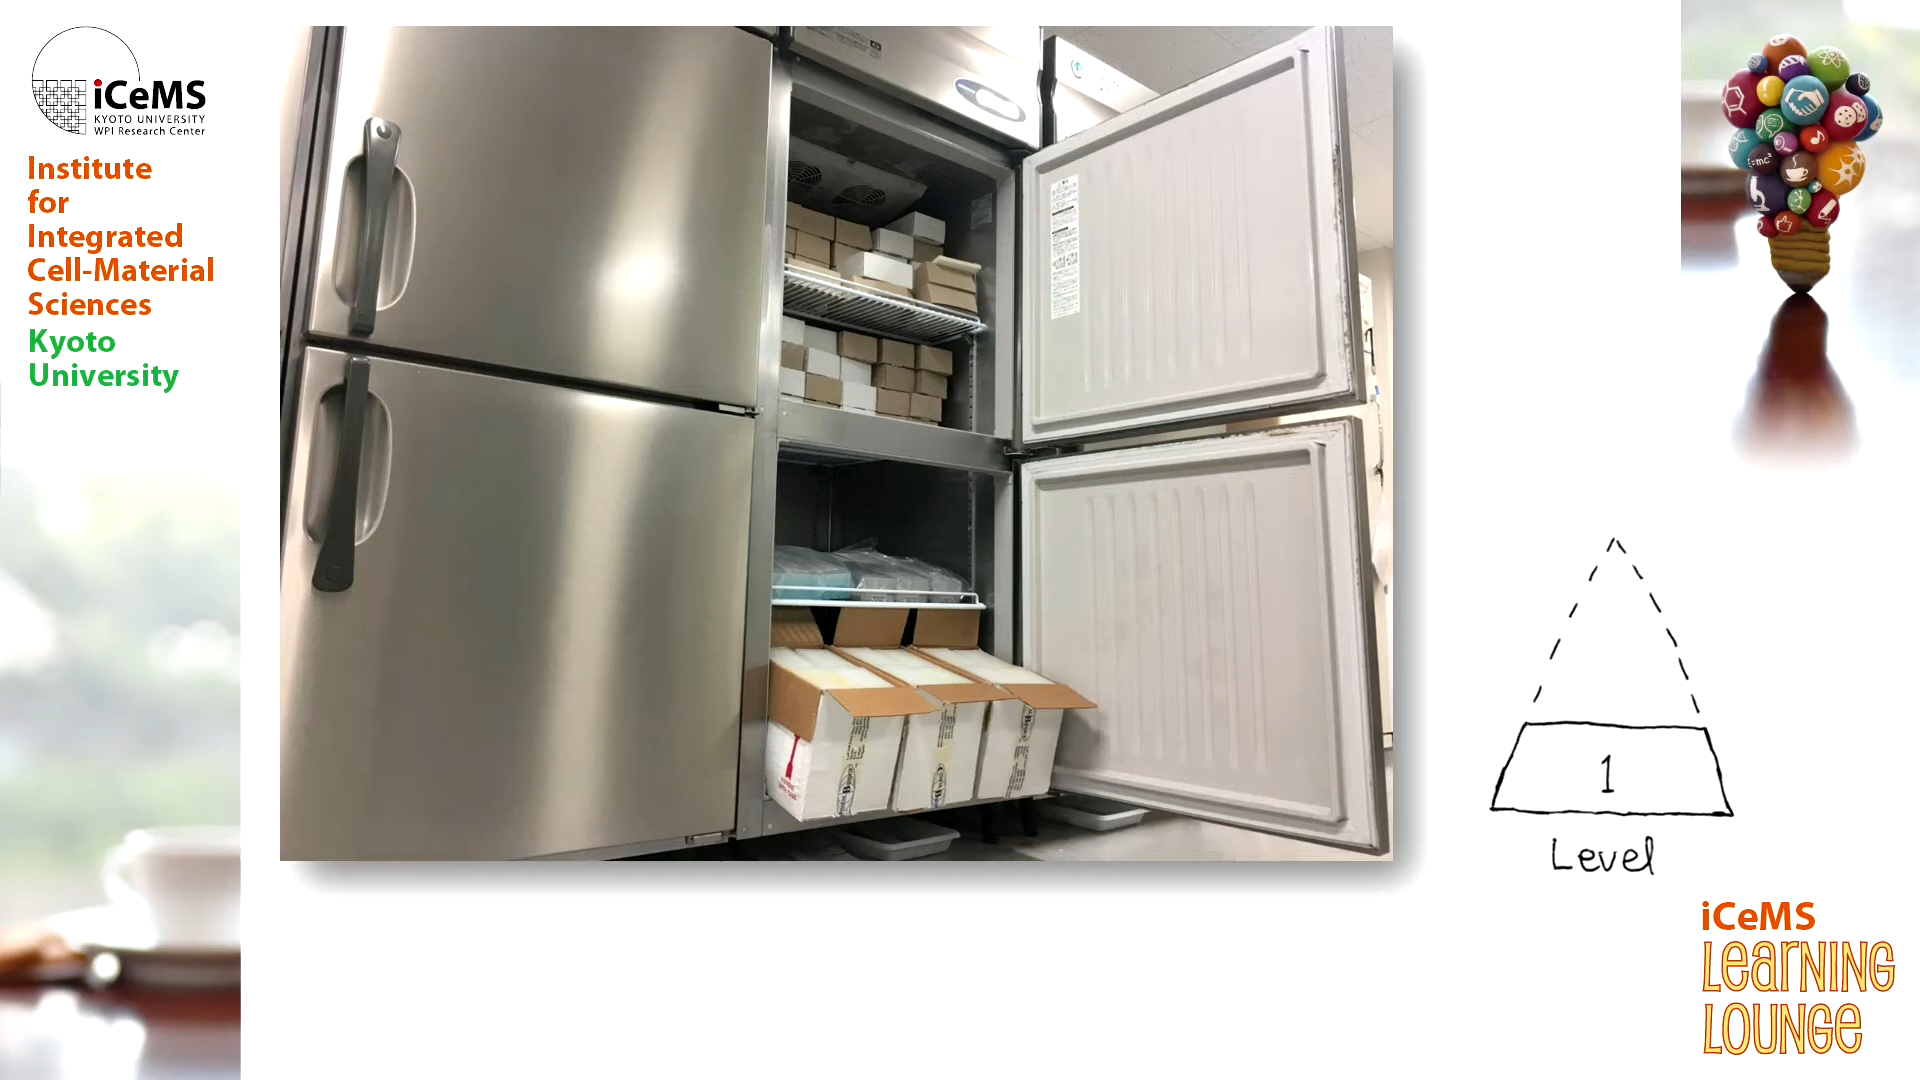 iCeMS
KYOTO UNIVERSITY
WPI Research Center
Institute
for
Integrated
Cell-Material
Sciences
Kyoto
University
=mc²
1
Level
iCeMS
Learning
Lounge